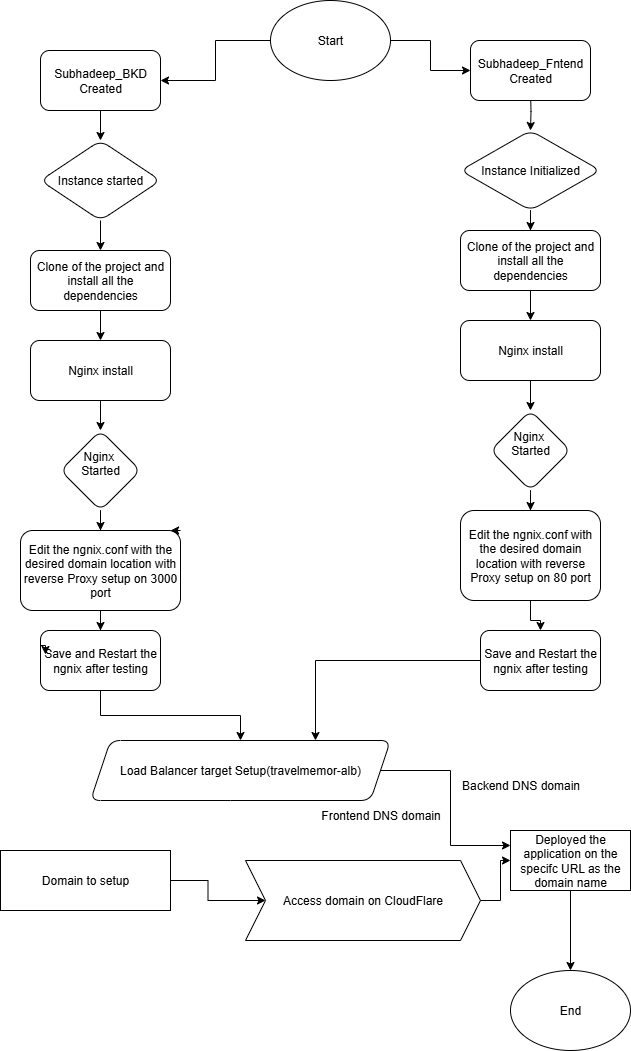 Start
Subhadeep_BKD
Created
Subhadeep_Fntend
Created
Instance started
Instance Initialized
Clone of the project and
install all the
dependencies
Clone of the project and
install all the
dependencies
Nginx install
Nginx install
Nginx
Started
Nginx
Started
Edit the ngnix.conf with the
desired domain location with
reverse Proxy setup on 3000
port
Edit the ngnix.conf with
the desired domain
location with reverse
Proxy setup on 80 port
Save and Restart the
ngnix after testing
Save and Restart the
ngnix after testing
Load Balancer target Setup(travelmemor-alb)
Backend DNS domain
Frontend DNS domain
Deployed the
application on the
specifc URL as the
domain name
Domain to setup
Access domain on CloudFlare
End